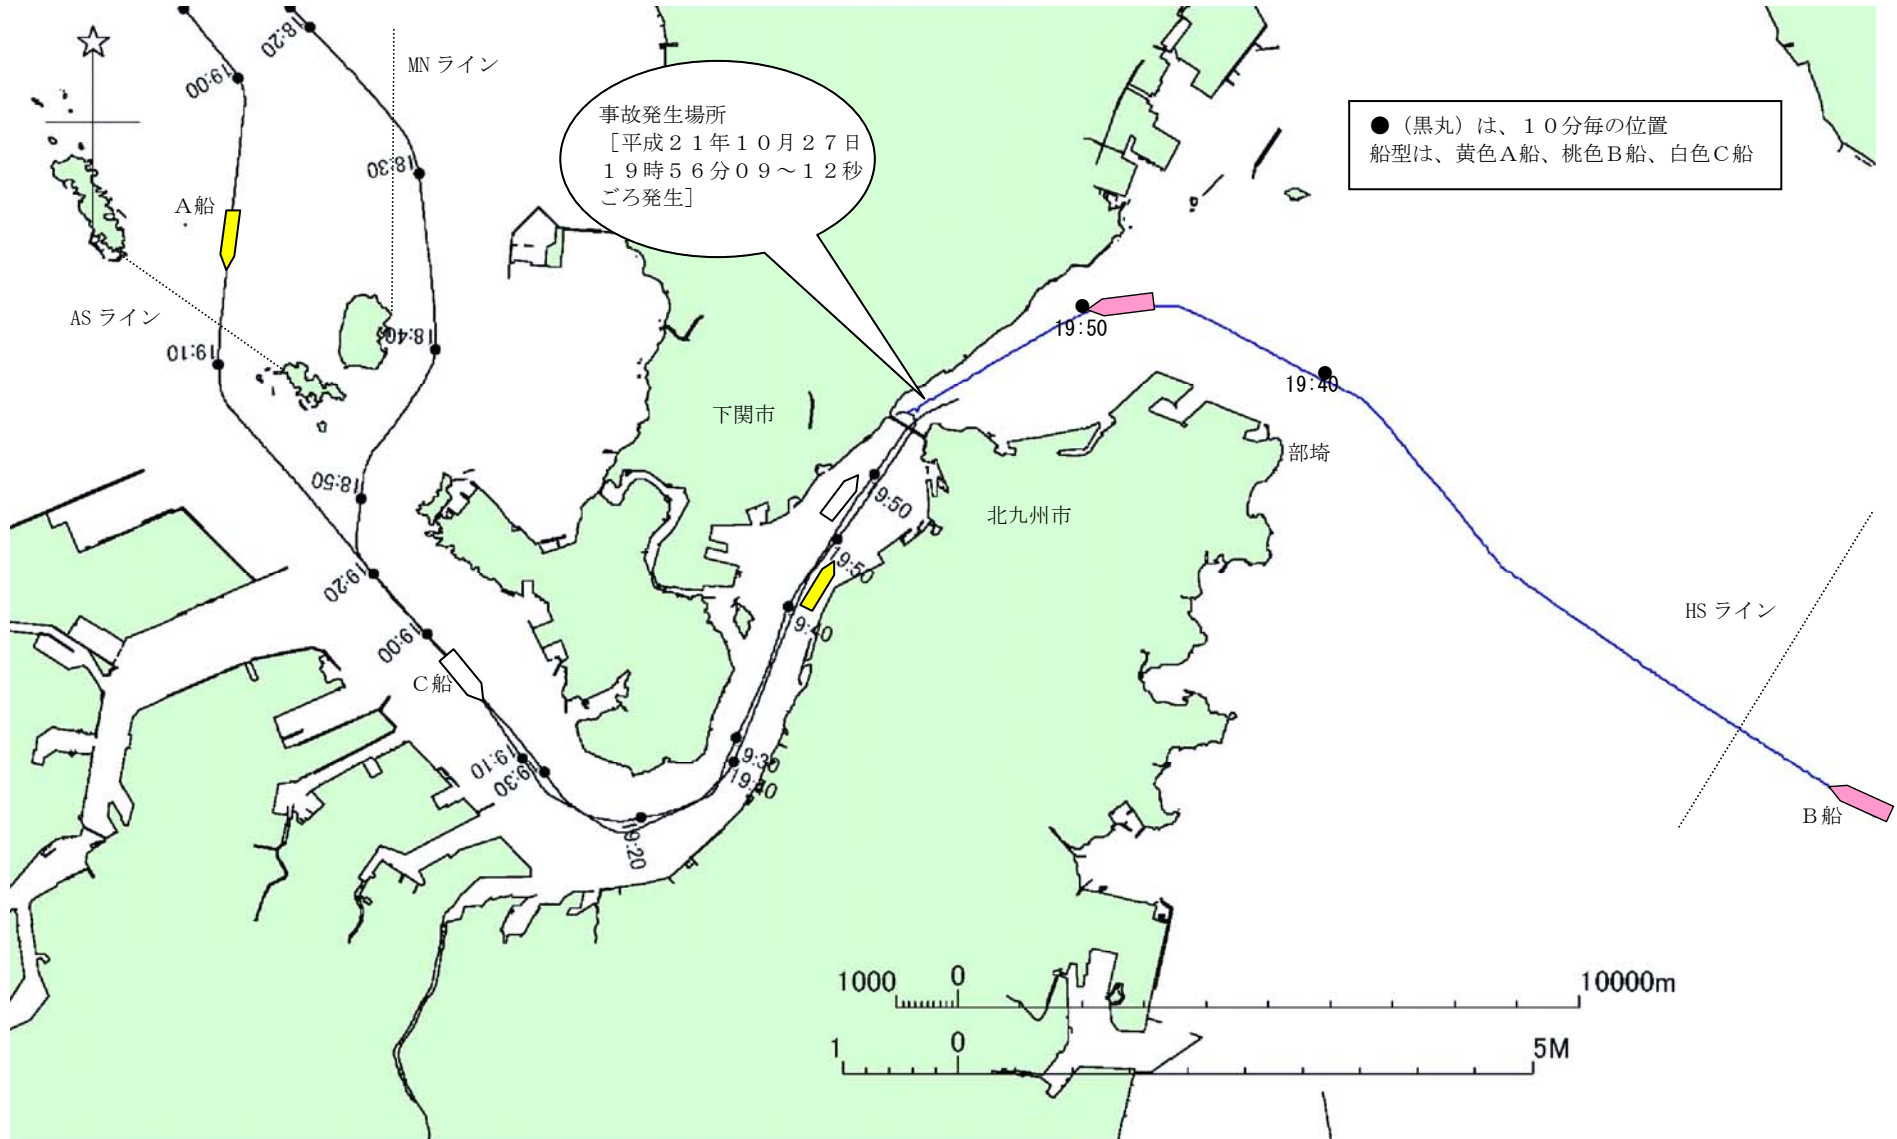 18:20
MN ライン
19:00
事故発生場所
［平成２１年１０月２７日
１９時５６分０９～１２秒
ごろ発生］
●（黒丸）は、１０分毎の位置
船型は、黄色Ａ船、桃色Ｂ船、白色Ｃ船
18:30
Ａ船
AS ライン
18:40
19:10
19:50
19:40
下関市
部埼
18:50
9:50
北九州市
19:50
19:20
9:40
HS ライン
19:00
Ｃ船
9:30
19:10
19:40
19:30
Ｂ船
19:20
1000
0
10000m
1
0
5M